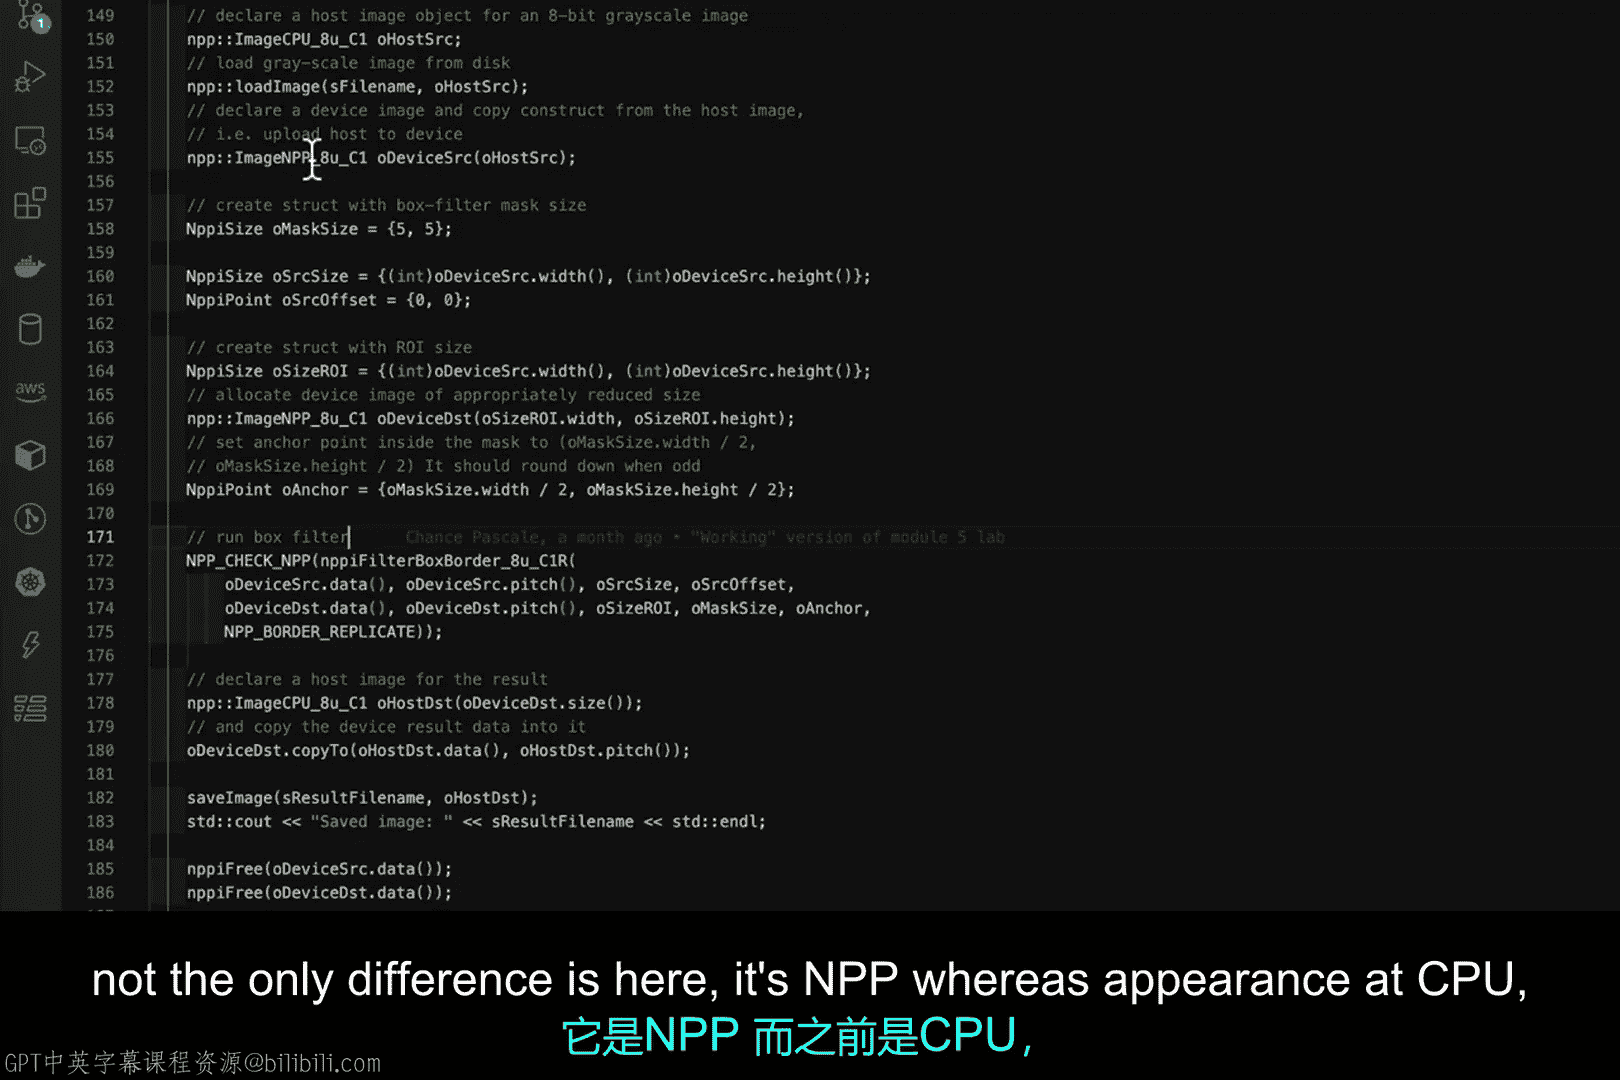 149 // declare a host image object for an 8-bit grayscale image
150 npp::ImageCPU_8u_C1 oHostSrc;
151 // load gray-scale image from disk
152 npp::loadImage(sFilename, oHostSrc);
153 // declare a device image and copy construct from the host image,
154 // i.e. upload host to device
155 npp::ImageNPP_8u_C1 oDeviceSrc(oHostSrc);
156
157 // create struct with box-filter mask size
158 NppiSize oMaskSize = {5, 5};
159
160 NppiSize oSrcSize = {(int)oDeviceSrc.width(), (int)oDeviceSrc.height()};
161 NppiPoint oSrcOffset = {0, 0};
162
163 // create struct with ROI size
164 NppiSize oSizeROI = {(int)oDeviceSrc.width(), (int)oDeviceSrc.height()};
165 // allocate device image of appropriately reduced size
166 npp::ImageNPP_8u_C1 oDeviceDst(oSizeROI.width, oSizeROI.height);
167 // set anchor point inside the mask to (oMaskSize.width / 2,
168 // oMaskSize.height / 2) It should round down when odd
169 NppiPoint oAnchor = {oMaskSize.width / 2, oMaskSize.height / 2};
170
171 // run box filter Chance Pascale, a month ago • "Working" version of module 5 lab
172 NPP_CHECK_NPP(nppiFilterBoxBorder_8u_C1R(
173 oDeviceSrc.data(), oDeviceSrc.pitch(), oSrcSize, oSrcOffset,
174 oDeviceDst.data(), oDeviceDst.pitch(), oSizeROI, oMaskSize, oAnchor,
175 NPP_BORDER_REPLICATE));
176
177 // declare a host image for the result
178 npp::ImageCPU_8u_C1 oHostDst(oDeviceDst.size());
179 // and copy the device result data into it
180 oDeviceDst.copyTo(oHostDst.data(), oHostDst.pitch());
181
182 saveImage(sResultFilename, oHostDst);
183 std::cout << "Saved image: " << sResultFilename << std::endl;
184
185 nppiFree(oDeviceSrc.data());
186 nppiFree(oDeviceDst.data());
1
aws
not the only difference is here, it's NPP whereas appearance at CPU,
它是NPP 而之前是CPU，
GPT中英字幕课程资源@bilibili.com